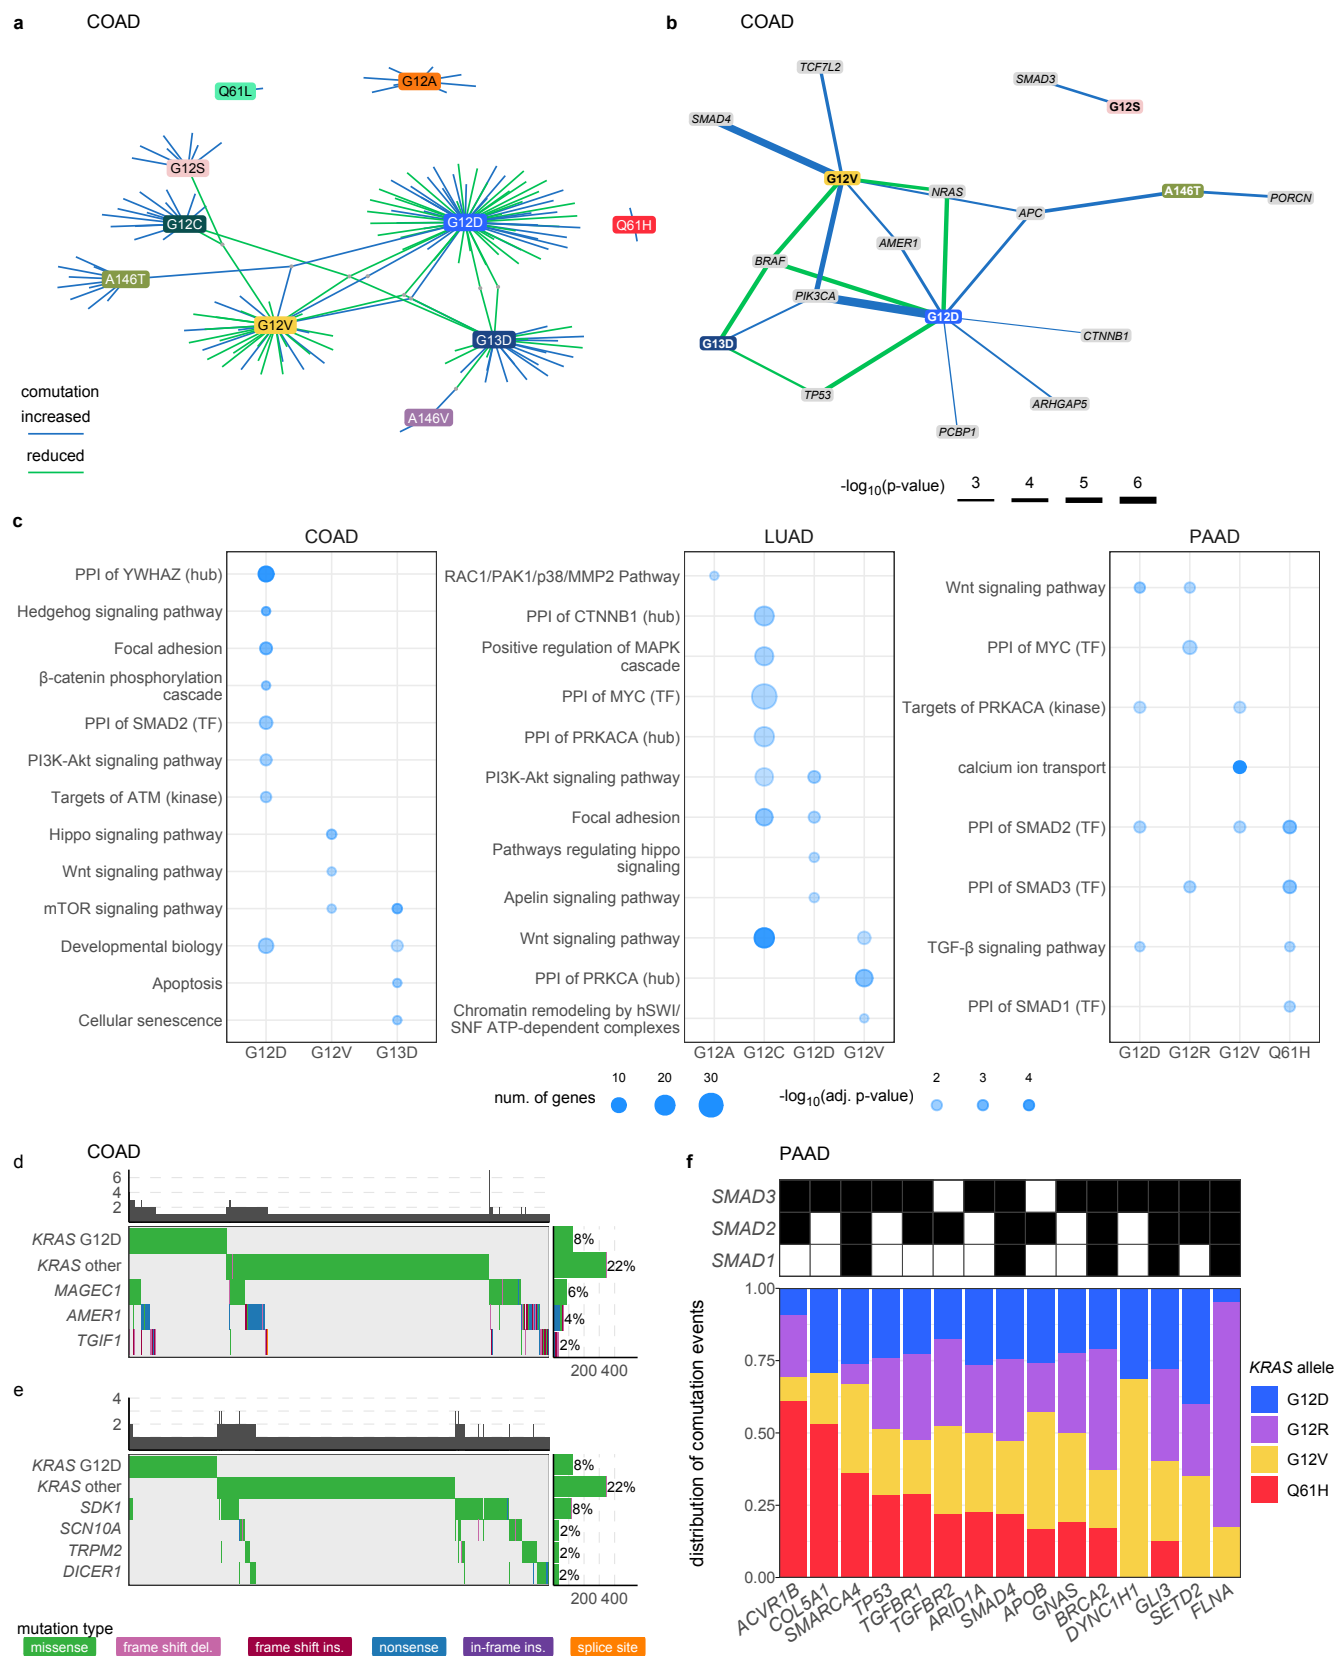 a
COAD
Q61L
G12A
G12S
G12C
G12D
Q61H
A146T
G12V
G13D
A146V
comutation
increased
reduced
b
COAD
TCF7L2
SMAD3
G12S
SMAD4
G12V
NRAS
A146T
PORCN
APC
AMER1
BRAF
PIK3CA
G12D
G13D
CTNNB1
TP53
ARHGAP5
PCBP1
-log10(p-value) 3 4 5 6
c
COAD
PPI of YWHAZ (hub)
Hedgehog signaling pathway
Focal adhesion
β-catenin phosphorylation
cascade
PPI of SMAD2 (TF)
PI3K-Akt signaling pathway
Targets of ATM (kinase)
Hippo signaling pathway
Wnt signaling pathway
mTOR signaling pathway
Developmental biology
Apoptosis
Cellular senescence
G12D G12V G13D
LUAD
RAC1/PAK1/p38/MMP2 Pathway
PPI of CTNNB1 (hub)
Positive regulation of MAPK
cascade
PPI of MYC (TF)
PPI of PRKACA (hub)
PI3K-Akt signaling pathway
Focal adhesion
Pathways regulating hippo
signaling
Apelin signaling pathway
Wnt signaling pathway
PPI of PRKCA (hub)
Chromatin remodeling by hSWI/
SNF ATP-dependent complexes
G12A G12C G12D G12V
PAAD
Wnt signaling pathway
PPI of MYC (TF)
Targets of PRKACA (kinase)
calcium ion transport
PPI of SMAD2 (TF)
PPI of SMAD3 (TF)
TGF-β signaling pathway
PPI of SMAD1 (TF)
G12D G12R G12V Q61H
num. of genes 10 20 30
-log10(adj. p-value) 2 3 4
d
COAD
6
4
2
KRAS G12D 8%
KRAS other 22%
MAGEC1 6%
AMER1 4%
TGIF1 2%
200 400
e
4
2
KRAS G12D 8%
KRAS other 22%
SDK1 8%
SCN10A 2%
TRPM2 2%
DICER1 2%
200 400
mutation type
missense frame shift del. frame shift ins. nonsense in-frame ins. splice site
f
PAAD
SMAD3
SMAD2
SMAD1
distribution of comutation events
1.00
0.75
0.50
0.25
0.00
ACVR1B COL5A1 SMARCA4 TP53 TGFBR1 TGFBR2 ARID1A SMAD4 APOB GNAS BRCA2 DYNC1H1 GLI3 SETD2 FLNA
KRAS allele
G12D
G12R
G12V
Q61H